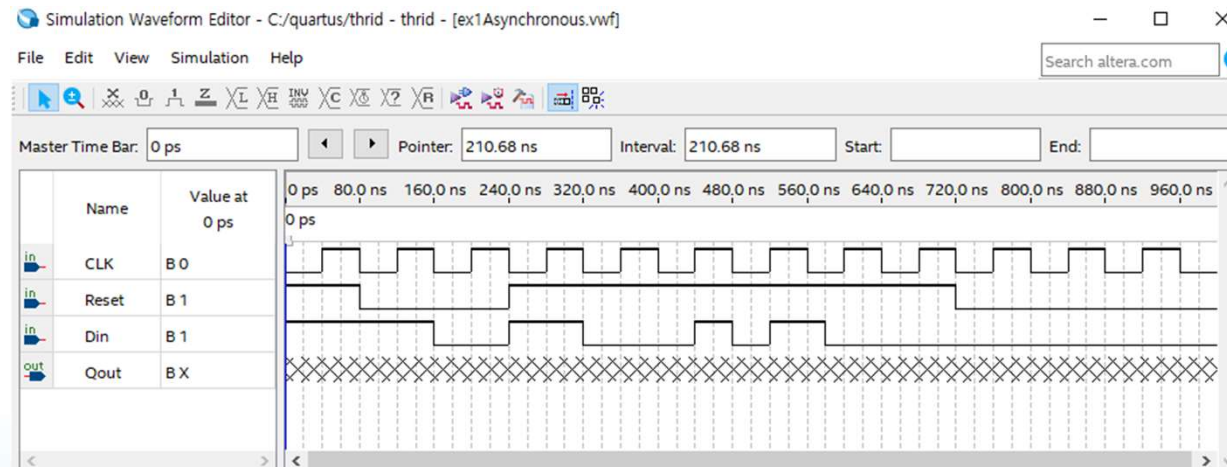 Simulation Waveform Editor - C:/quartus/thrid - thrid - [ex1Asynchronous.vwf]
File Edit View Simulation Help
Search altera.com
Master Time Bar: 0 ps Pointer: 210.68 ns Interval: 210.68 ns Start: End:
Name Value at 0 ps
0 ps 80.0 ns 160.0 ns 240.0 ns 320.0 ns 400.0 ns 480.0 ns 560.0 ns 640.0 ns 720.0 ns 800.0 ns 880.0 ns 960.0 ns
0 ps
in CLK B 0
in Reset B 1
in Din B 1
out Qout B X